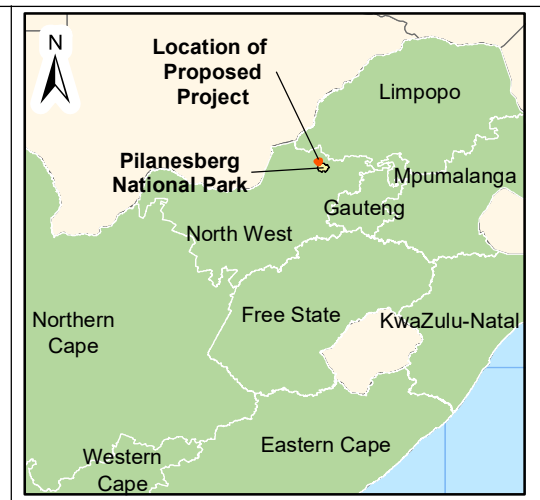 N
Location of
Proposed
Project
Limpopo
Pilanesberg
National Park
Mpumalanga
Gauteng
North West
Northern
Cape
Free State
KwaZulu-Natal
Eastern Cape
Western
Cape